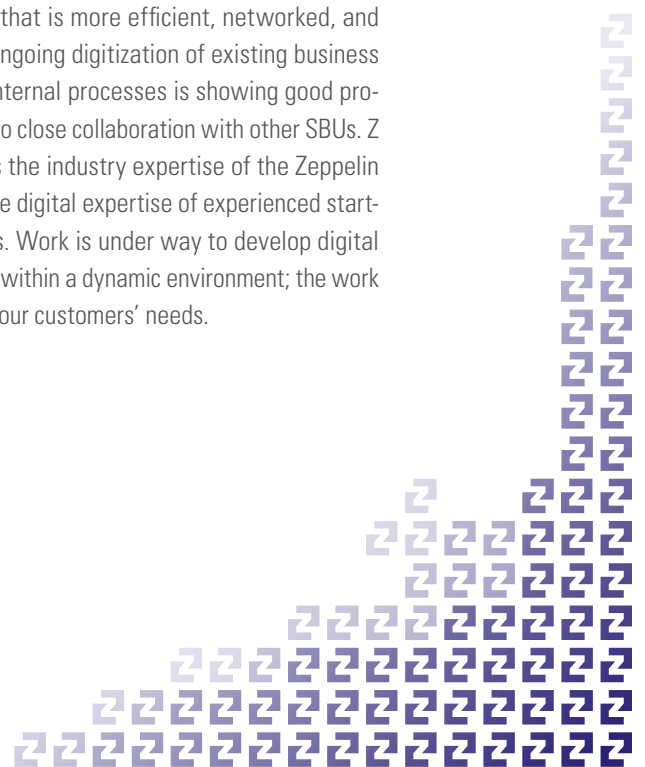 that is more efficient, networked, and
ngoing digitization of existing business
nternal processes is showing good pro-
o close collaboration with other SBUs. Z
s the industry expertise of the Zeppelin
e digital expertise of experienced start-
s. Work is under way to develop digital
within a dynamic environment; the work
our customers’ needs.